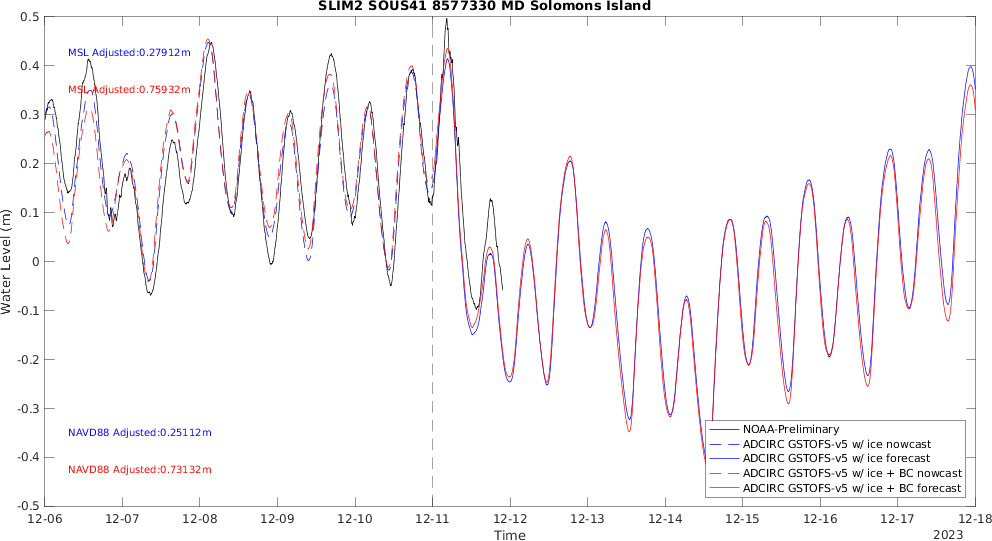 SLIM2 SOUS41 8577330 MD Solomons Island
0.5
0.4
0.3
0.2
0.1
0
-0.1
-0.2
-0.3
-0.4
-0.5
Water Level (m)
MSL Adjusted:0.27912m
MSL Adjusted:0.75932m
NAVD88 Adjusted:0.25112m
NAVD88 Adjusted:0.73132m
NOAA-Preliminary
ADCIRC GSTOFS-v5 w/ ice nowcast
ADCIRC GSTOFS-v5 w/ ice forecast
ADCIRC GSTOFS-v5 w/ ice + BC nowcast
ADCIRC GSTOFS-v5 w/ ice + BC forecast
12-06 12-07 12-08 12-09 12-10 12-11 12-12 12-13 12-14 12-15 12-16 12-17 12-18
Time
2023